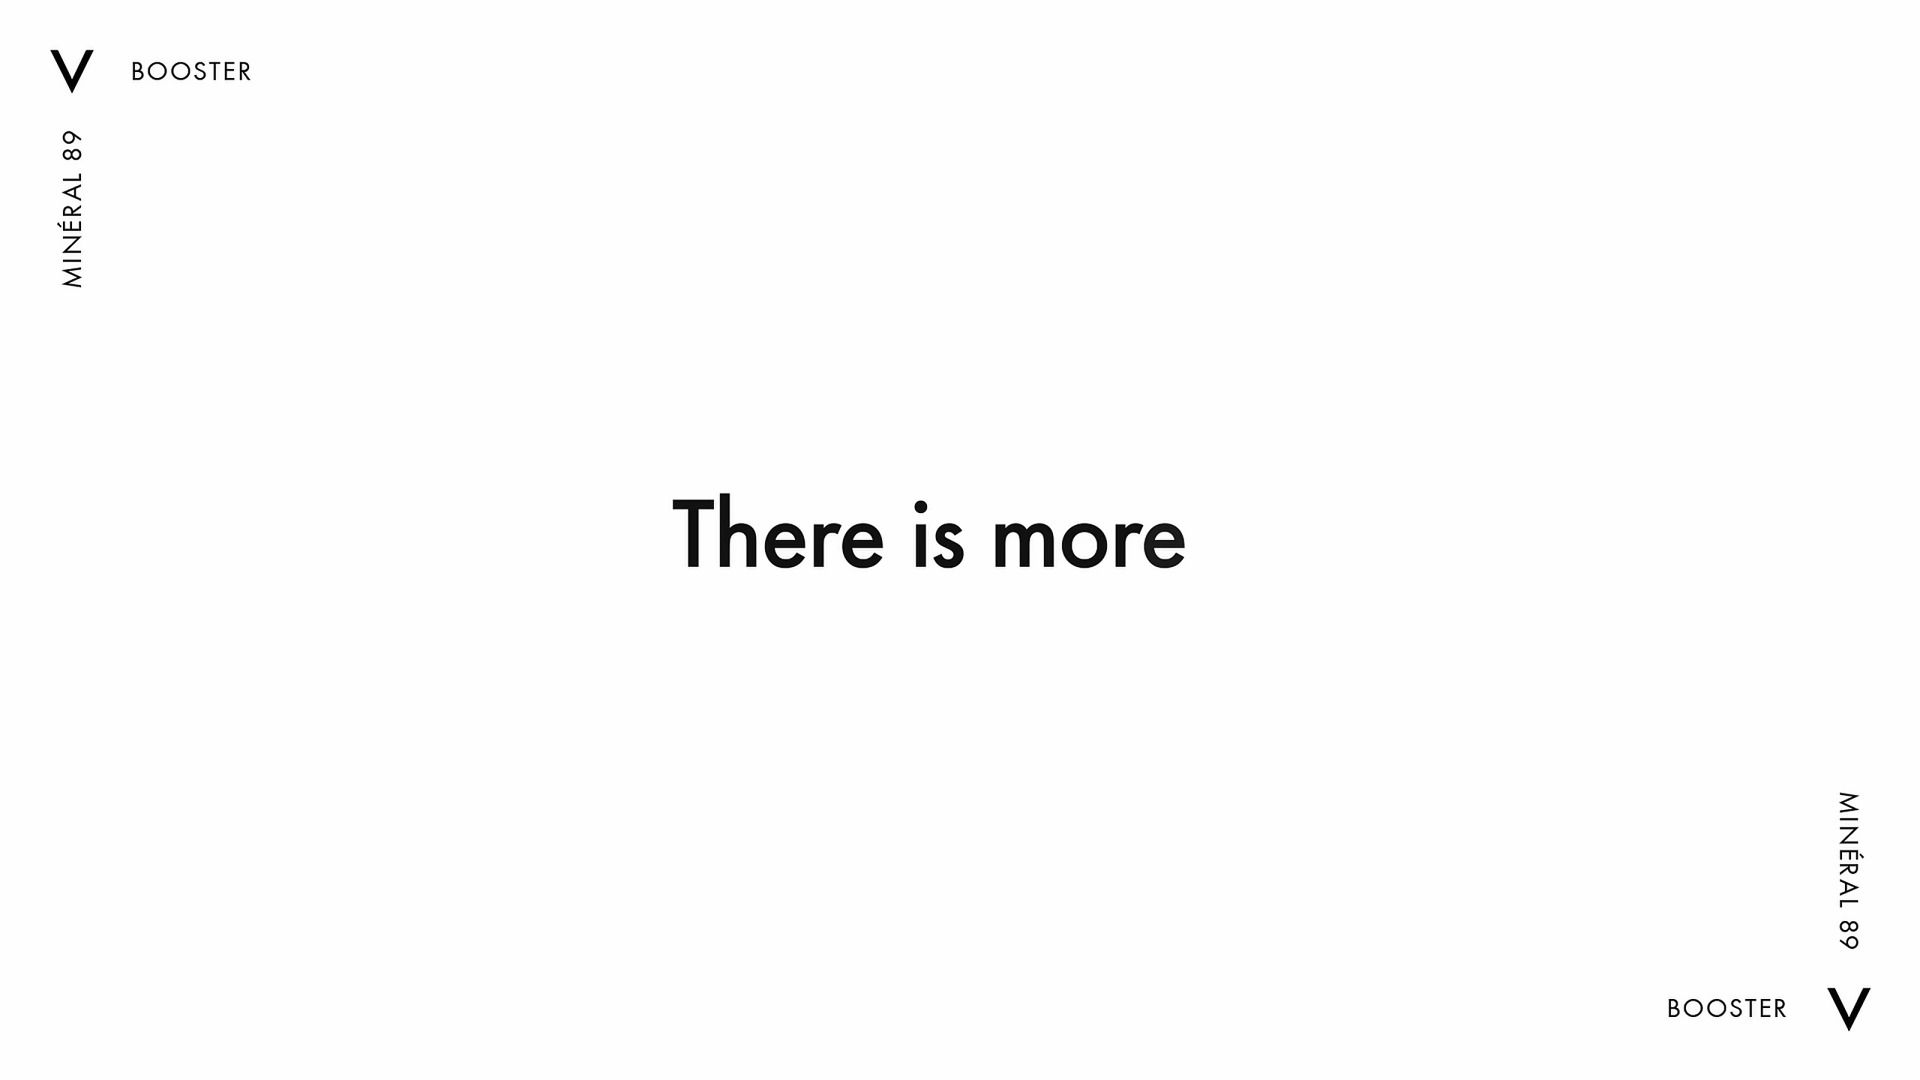 V BOOSTER
MINÉRAL 89
There is more
MINÉRAL 89
BOOSTER V